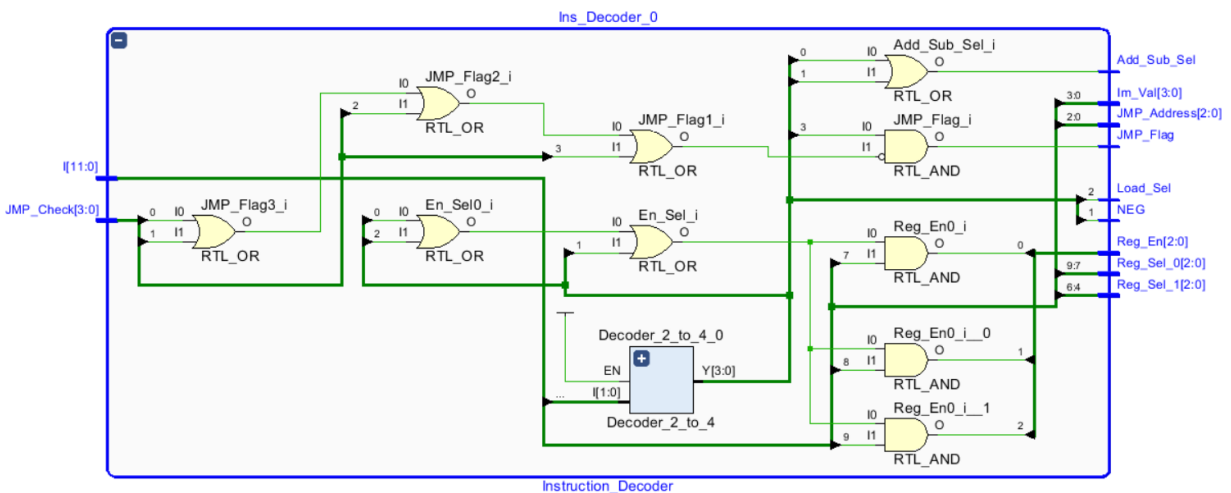 Ins_Decoder_0
Add_Sub_Sel_i
0
I0
O
Add_Sub_Sel
1
I1
RTL_OR
JMP_Flag2_i
I0
O
2
I1
RTL_OR
3:0
Im_Val[3:0]
2:0
JMP_Address[2:0]
JMP_Flag1_i
I0
O
3
I1
RTL_OR
JMP_Flag_i
3
I0
O
JMP_Flag
I1
RTL_AND
I[11:0]
2
Load_Sel
1
NEG
JMP_Check[3:0]
JMP_Flag3_i
0
I0
O
1
I1
RTL_OR
En_Sel0_i
0
I0
O
2
I1
RTL_OR
En_Sel_i
I0
O
1
I1
RTL_OR
Reg_En0_i
I0
O
7
I1
RTL_AND
0
Reg_En[2:0]
9:7
Reg_Sel_0[2:0]
6:4
Reg_Sel_1[2:0]
Decoder_2_to_4_0
EN
Y[3:0]
...
I[1:0]
Decoder_2_to_4
Reg_En0_i__0
I0
O
1
8
I1
RTL_AND
Reg_En0_i__1
I0
O
2
9
I1
RTL_AND
Instruction_Decoder